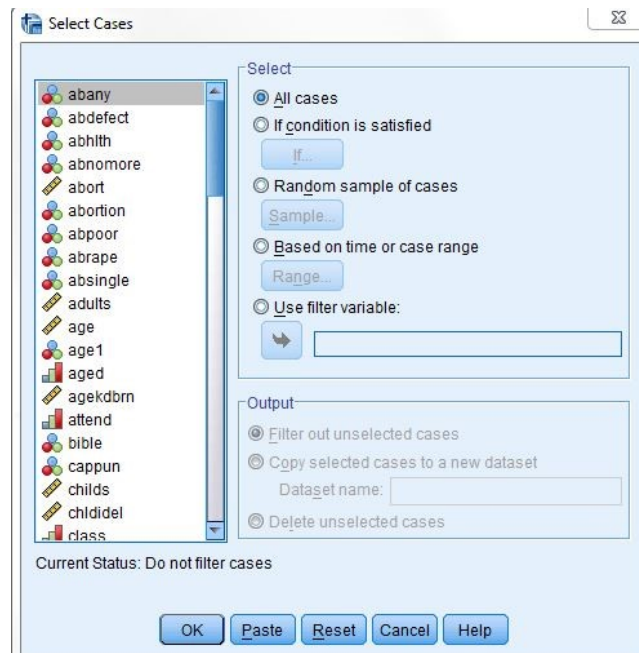 Select Cases
abany
abdefect
abhlth
abnomore
abort
abortion
abpoor
abrape
absingle
adults
age
age1
aged
agekdbrn
attend
bible
cappun
childs
chldidel
class
Select
All cases
If condition is satisfied
If...
Random sample of cases
Sample...
Based on time or case range
Range...
Use filter variable:
Output
Filter out unselected cases
Copy selected cases to a new dataset
Dataset name:
Delete unselected cases
Current Status: Do not filter cases
OK Paste Reset Cancel Help